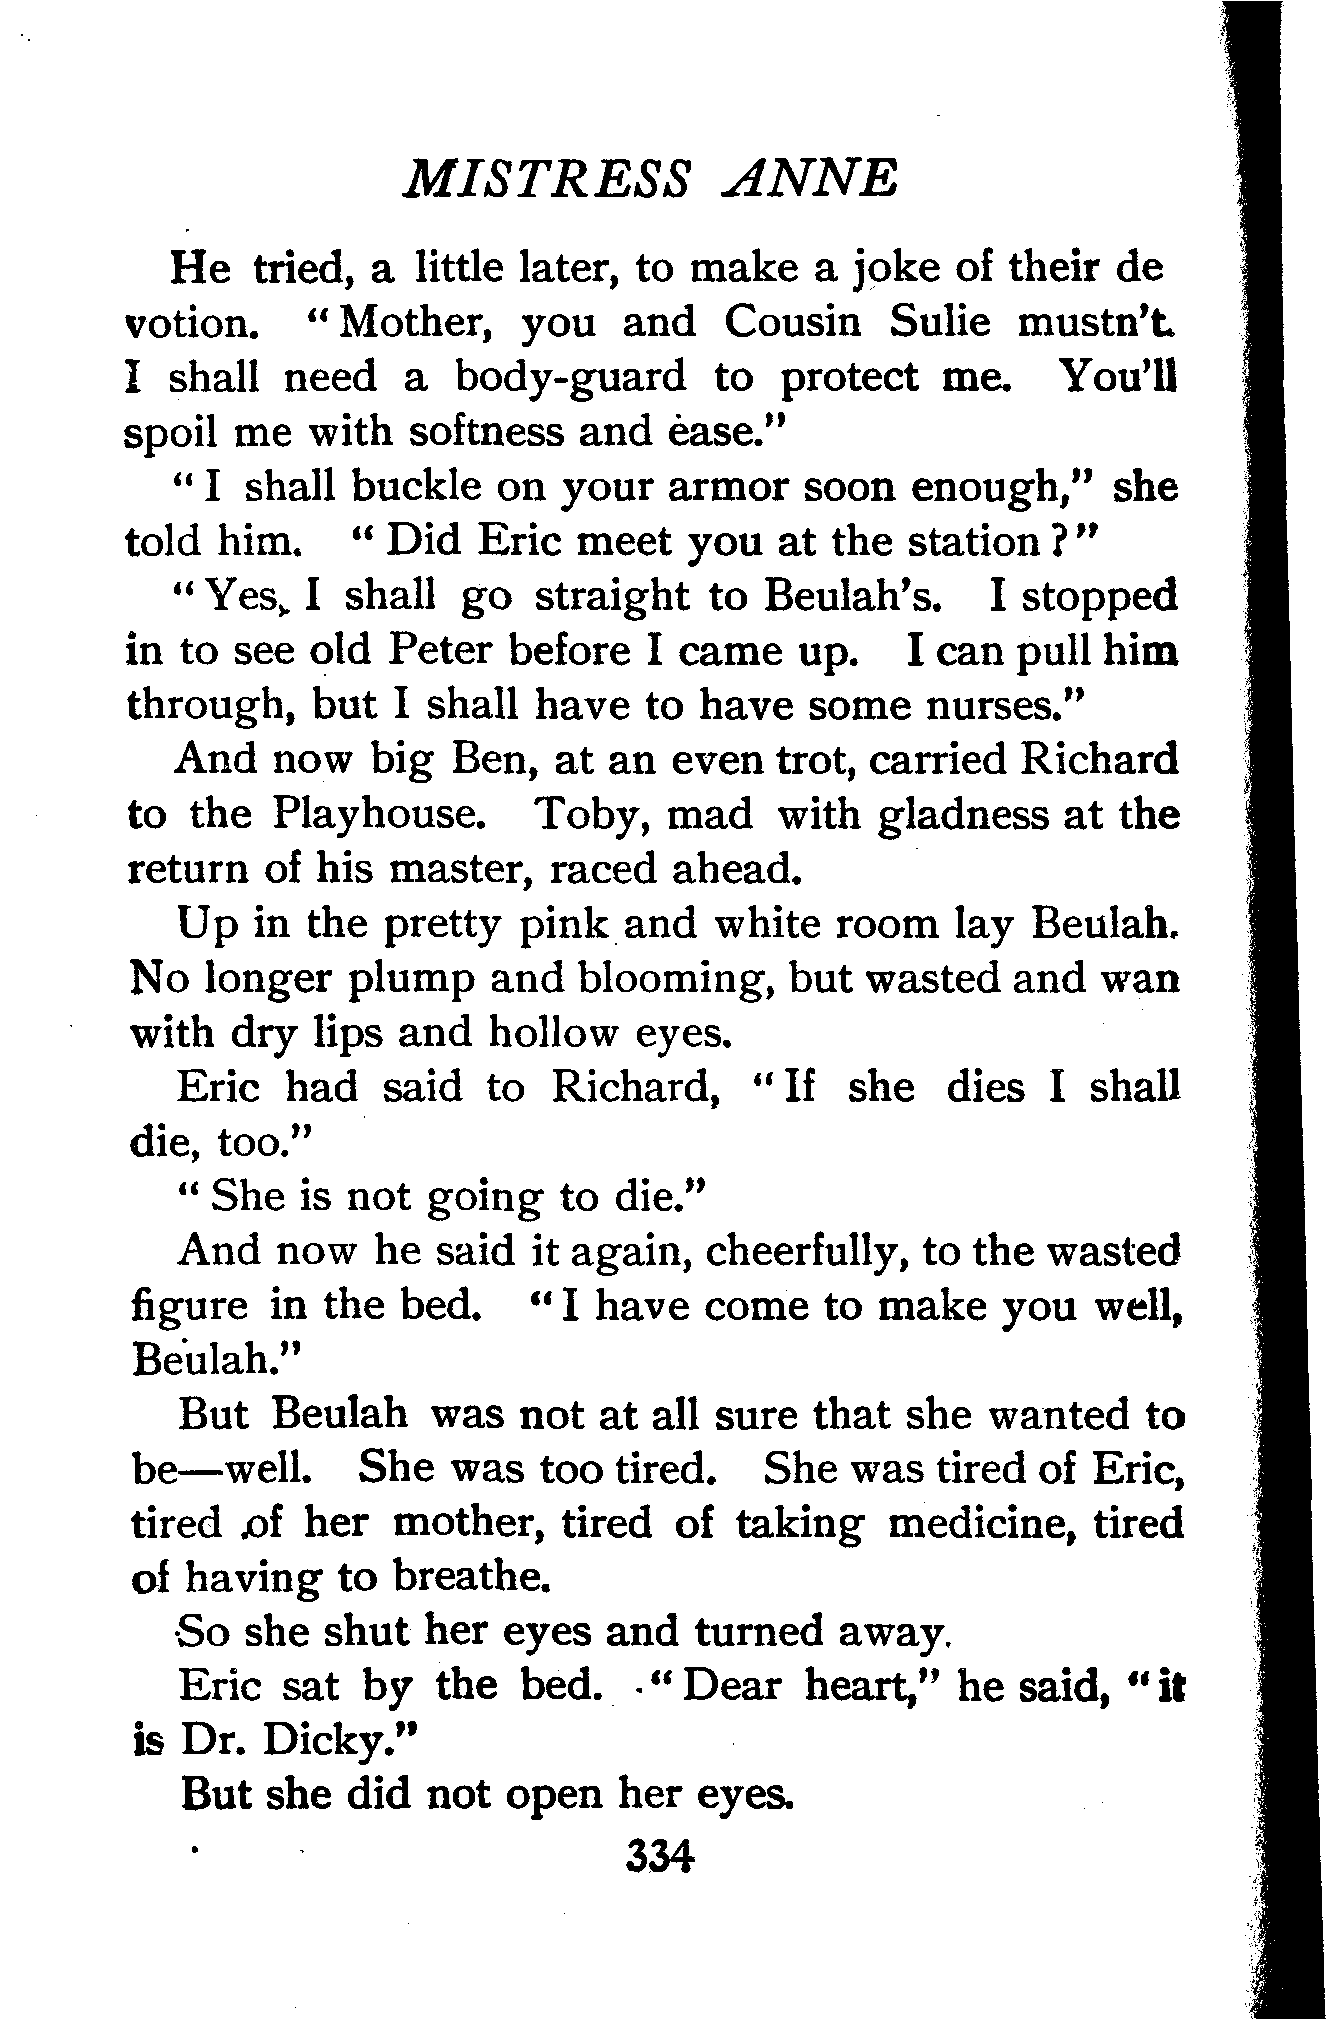 MISTRESS ANNE
He tried, a little later, to make a joke of their de
votion. "Mother, you and Cousin Sulie mustn't.
I shall need a body-guard to protect me. You'll
spoil me with softness and ease."
"I shall buckle on your armor soon enough," she
told him. "Did Eric meet you at the station?"
"Yes, I shall go straight to Beulah's. I stopped
in to see old Peter before I came up. I can pull him
through, but I shall have to have some nurses."
And now big Ben, at an even trot, carried Richard
to the Playhouse. Toby, mad with gladness at the
return of his master, raced ahead.
Up in the pretty pink and white room lay Beulah.
No longer plump and blooming, but wasted and wan
with dry lips and hollow eyes.
Eric had said to Richard, "If she dies I shall
die, too."
"She is not going to die."
And now he said it again, cheerfully, to the wasted
figure in the bed. "I have come to make you well,
Beulah."
But Beulah was not at all sure that she wanted to
be—well. She was too tired. She was tired of Eric,
tired of her mother, tired of taking medicine, tired
of having to breathe.
So she shut her eyes and turned away.
Eric sat by the bed. "Dear heart," he said, "it
is Dr. Dicky."
But she did not open her eyes.
334